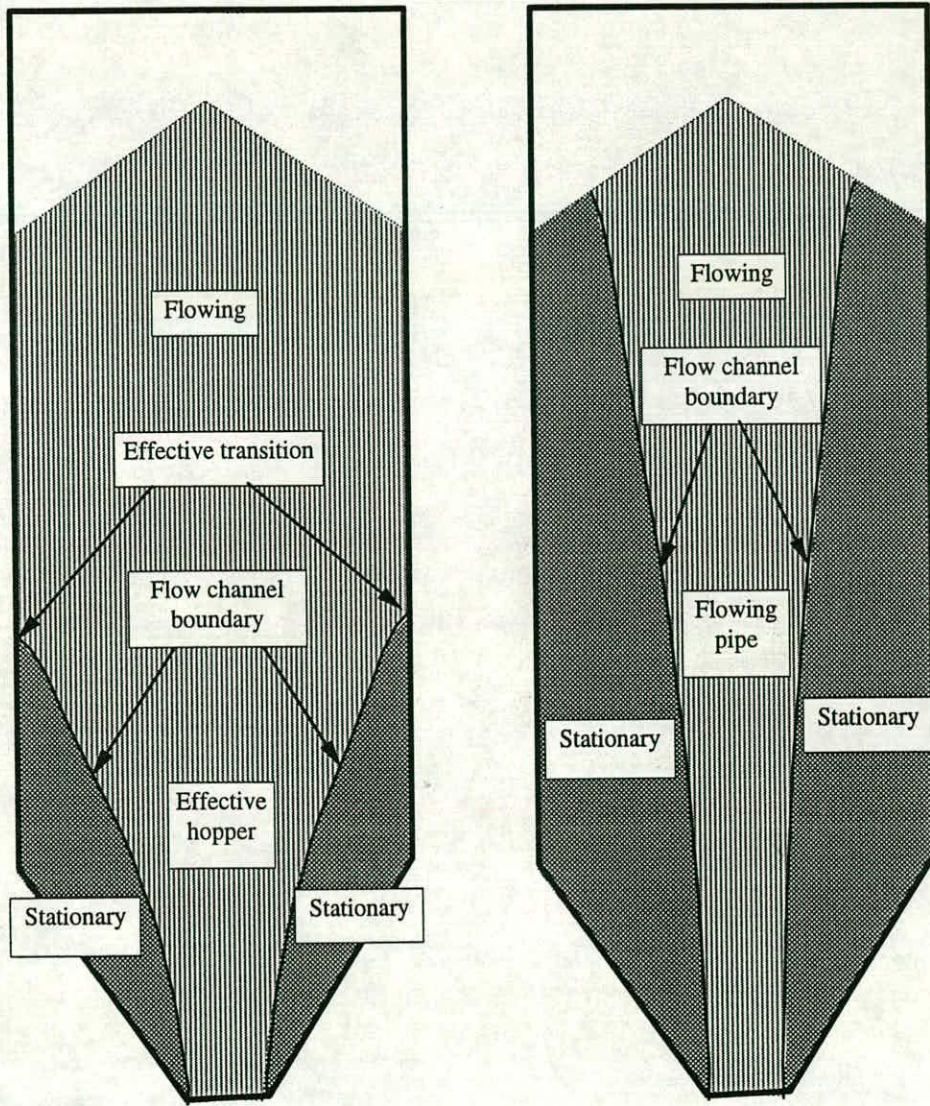 Flowing
Effective transition
Flow channel
boundary
Effective
hopper
Stationary
Stationary
Flowing
Flow channel
boundary
Flowing
pipe
Stationary
Stationary